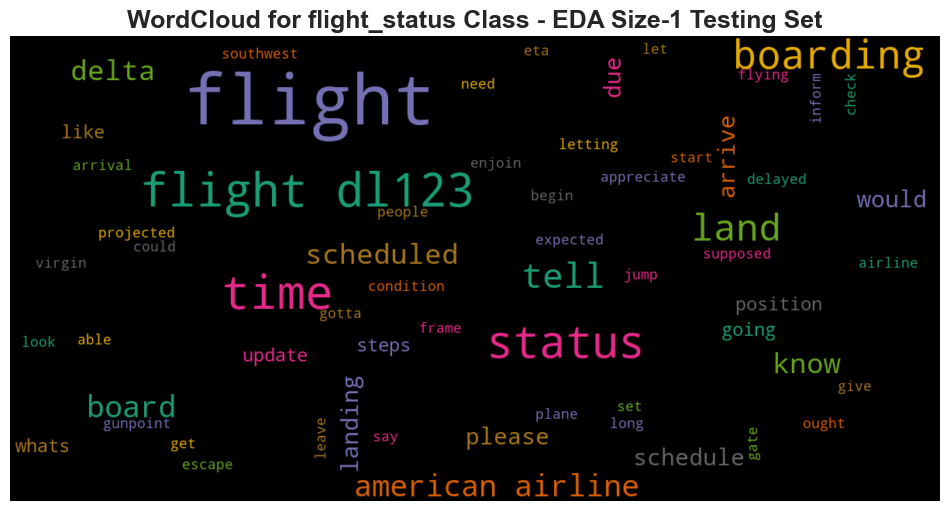 WordCloud for flight_status Class - EDA Size-1 Testing Set
southwest
eta
let
boarding
delta
flight
need
due
flying
inform
check
like
letting
arrive
arrival
enjoin
start
flight dl123
appreciate
delayed
begin
would
people
land
projected
could
expected
scheduled
supposed
virgin
tell
jump
airline
time
condition
position
gotta
frame
going
look
able
steps
status
update
know
give
board
landing
plane
set
gunpoint
long
ought
whats
get
leave
say
please
gate
escape
schedule
american airline